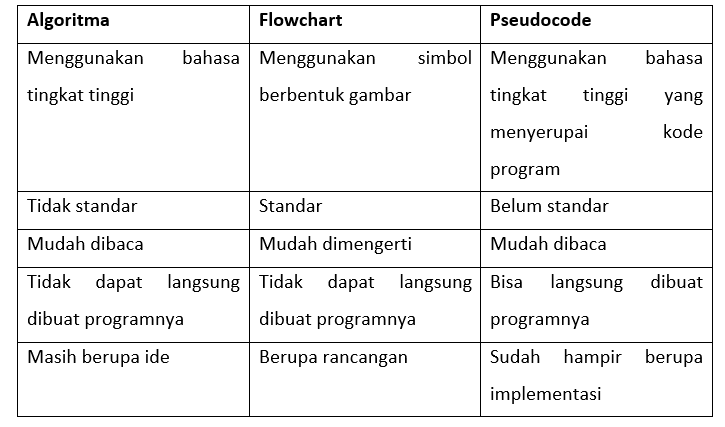 Algoritma Flowchart Pseudocode
Menggunakan bahasa Menggunakan simbol Menggunakan bahasa
tingkat tinggi berbentuk gambar tingkat tinggi yang
menyerupai kode
program
Tidak standar Standar Belum standar
Mudah dibaca Mudah dimengerti Mudah dibaca
Tidak dapat langsung Tidak dapat langsung Bisa langsung dibuat
dibuat programnya dibuat programnya programnya
Masih berupa ide Berupa rancangan Sudah hampir berupa
implementasi